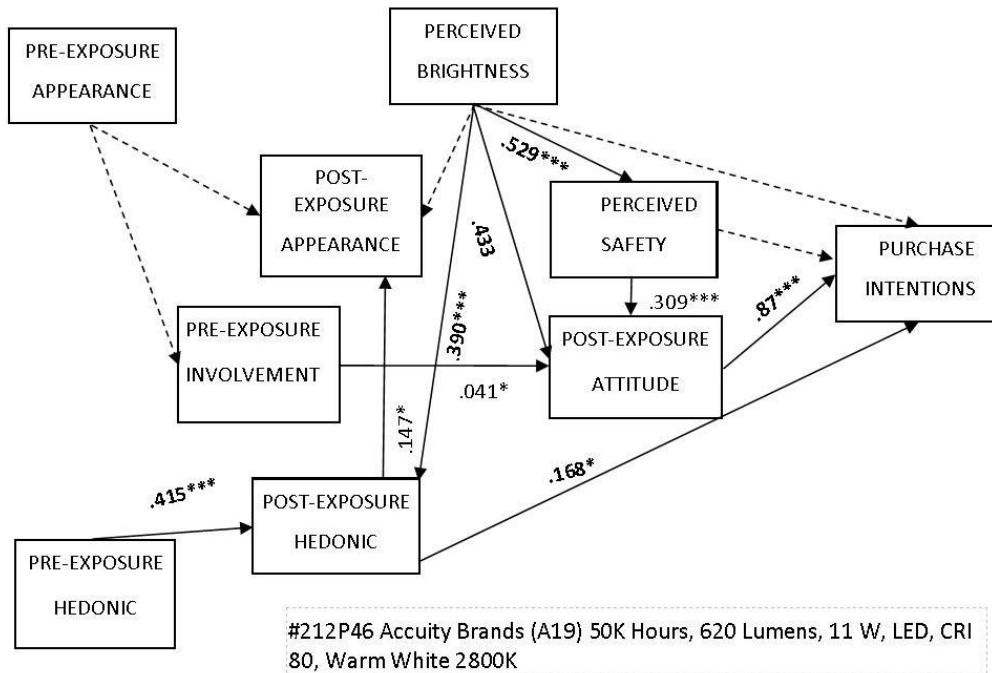 PRE-EXPOSURE
APPEARANCE
PERCEIVED
BRIGHTNESS
.529***
POST-
EXPOSURE
APPEARANCE
PERCEIVED
SAFETY
PURCHASE
INTENTIONS
.433
.309***
.87***
.390***
PRE-EXPOSURE
INVOLVEMENT
.041*
POST-EXPOSURE
ATTITUDE
.147*
.168*
.415***
POST-EXPOSURE
HEDONIC
PRE-EXPOSURE
HEDONIC
#212P46 Accuity Brands (A19) 50K Hours, 620 Lumens, 11 W, LED, CRI
80, Warm White 2800K